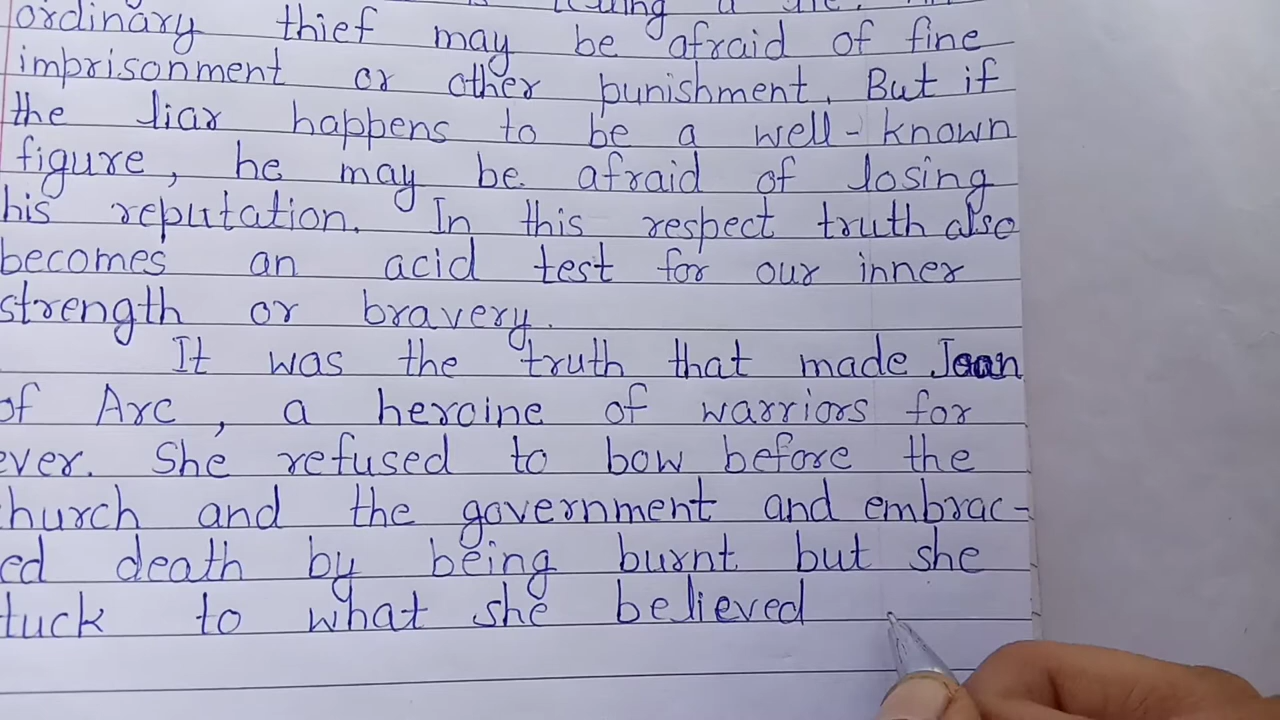 a
ordinary thief may be afraid of fine
imprisonment or other punishment. But if
the liar happens to be a well-known
figure, he may be afraid of losing
his reputation. In this respect truth also
becomes an acid test for our inner
strength or bravery.
It was the truth that made Joan
of Arc, a heroine of warriors for
ever. She refused to bow before the
hurch and the government and embrac-
ed death by being burnt but she
tuck to what she believed